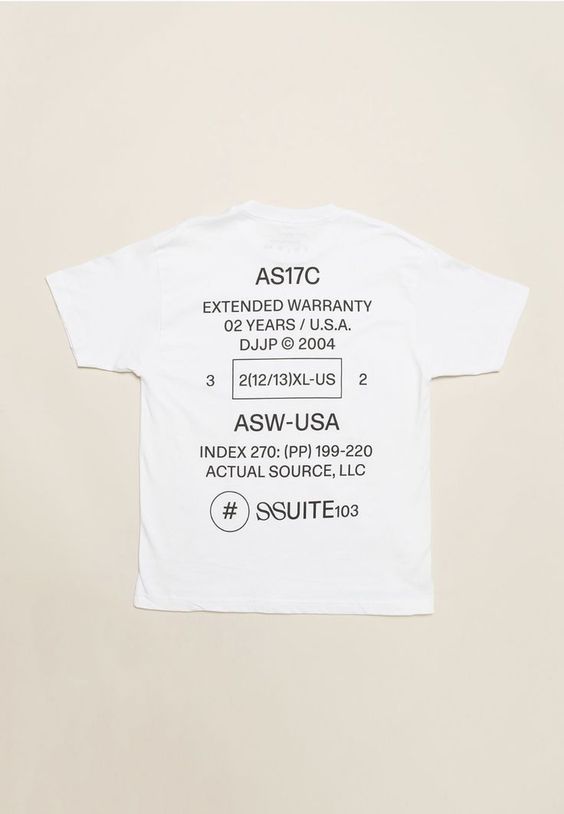 AS17C
EXTENDED WARRANTY
02 YEARS / U.S.A.
DJJP © 2004
3 2(12/13)XL-US 2
ASW-USA
INDEX 270: (PP) 199-220
ACTUAL SOURCE, LLC
# SSUITE103